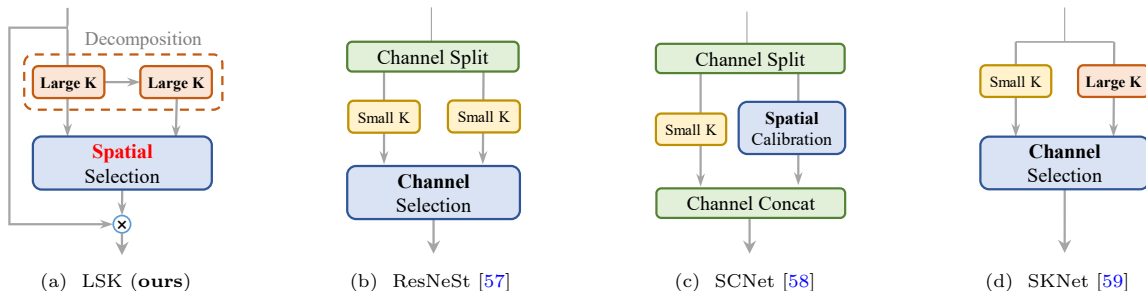 Decomposition
Large K
Large K
Spatial
Selection
×
(a) LSK (ours)
Channel Split
Small K
Small K
Channel
Selection
(b) ResNeSt [57]
Channel Split
Small K
Spatial
Calibration
Channel Concat
(c) SCNet [58]
Small K
Large K
Channel
Selection
(d) SKNet [59]